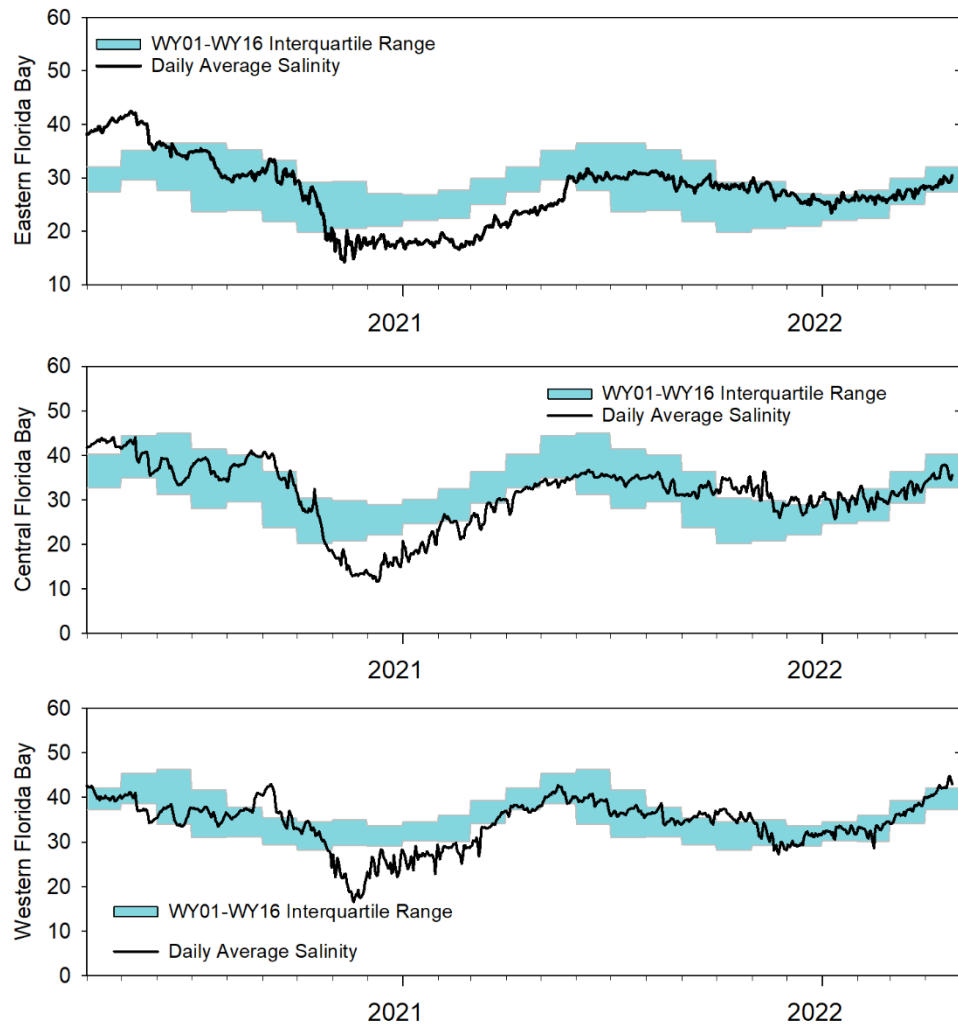 60
WY01-WY16 Interquartile Range
50
Daily Average Salinity
40
30
20
10
Eastern Florida Bay
2021 2022
60
WY01-WY16 Interquartile Range
50
Daily Average Salinity
40
30
20
10
0
Central Florida Bay
2021 2022
60
50
40
30
20
WY01-WY16 Interquartile Range
10
Daily Average Salinity
0
Western Florida Bay
2021 2022